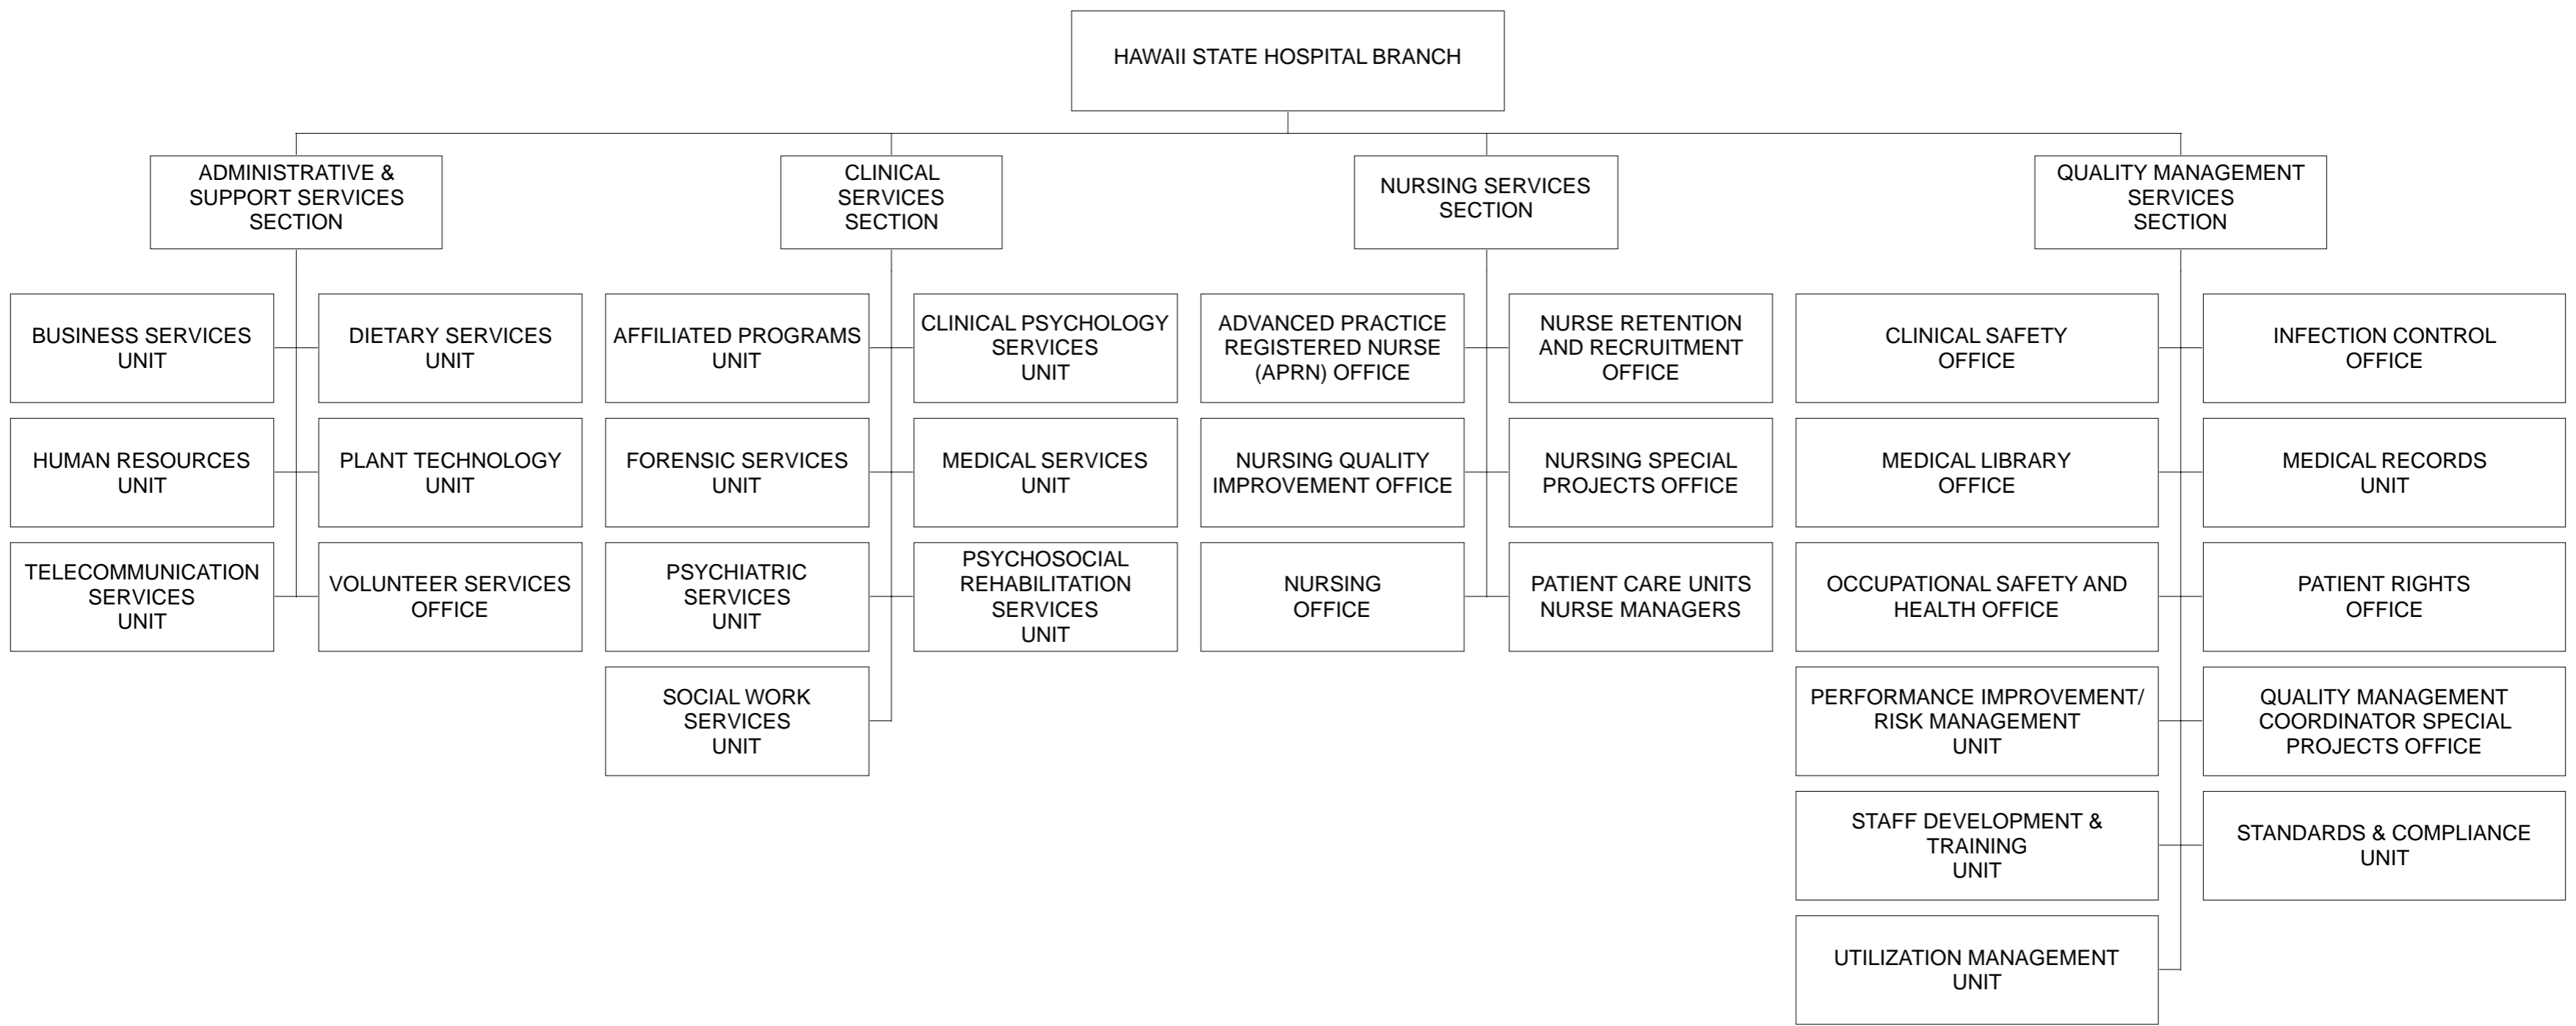 HAWAII STATE HOSPITAL BRANCH
ADMINISTRATIVE &
SUPPORT SERVICES
SECTION
CLINICAL
SERVICES
SECTION
NURSING SERVICES
SECTION
QUALITY MANAGEMENT
SERVICES
SECTION
BUSINESS SERVICES
UNIT
DIETARY SERVICES
UNIT
AFFILIATED PROGRAMS
UNIT
CLINICAL PSYCHOLOGY
SERVICES
UNIT
ADVANCED PRACTICE
REGISTERED NURSE
(APRN) OFFICE
NURSE RETENTION
AND RECRUITMENT
OFFICE
CLINICAL SAFETY
OFFICE
INFECTION CONTROL
OFFICE
HUMAN RESOURCES
UNIT
PLANT TECHNOLOGY
UNIT
FORENSIC SERVICES
UNIT
MEDICAL SERVICES
UNIT
NURSING QUALITY
IMPROVEMENT OFFICE
NURSING SPECIAL
PROJECTS OFFICE
MEDICAL LIBRARY
OFFICE
MEDICAL RECORDS
UNIT
TELECOMMUNICATION
SERVICES
UNIT
VOLUNTEER SERVICES
OFFICE
PSYCHIATRIC
SERVICES
UNIT
PSYCHOSOCIAL
REHABILITATION
SERVICES
UNIT
NURSING
OFFICE
PATIENT CARE UNITS
NURSE MANAGERS
OCCUPATIONAL SAFETY AND
HEALTH OFFICE
PATIENT RIGHTS
OFFICE
SOCIAL WORK
SERVICES
UNIT
PERFORMANCE IMPROVEMENT/
RISK MANAGEMENT
UNIT
QUALITY MANAGEMENT
COORDINATOR SPECIAL
PROJECTS OFFICE
STAFF DEVELOPMENT &
TRAINING
UNIT
STANDARDS & COMPLIANCE
UNIT
UTILIZATION MANAGEMENT
UNIT